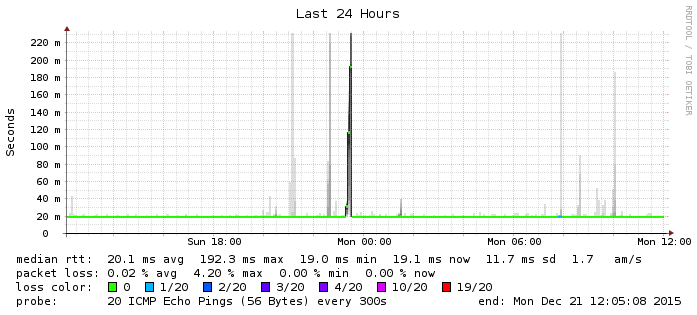 Last 24 Hours
RRDTOOL / TOBI OETIKER
Seconds
220 m
200 m
180 m
160 m
140 m
120 m
100 m
80 m
60 m
40 m
20 m
0
Sun 18:00 Mon 00:00 Mon 06:00 Mon 12:00
median rtt: 20.1 ms avg 192.3 ms max 19.0 ms min 19.1 ms now 11.7 ms sd 1.7 am/s
packet loss: 0.02 % avg 4.20 % max 0.00 % min 0.00 % now
loss color: 0 1/20 2/20 3/20 4/20 10/20 19/20
probe: 20 ICMP Echo Pings (56 Bytes) every 300s end: Mon Dec 21 12:05:08 2015